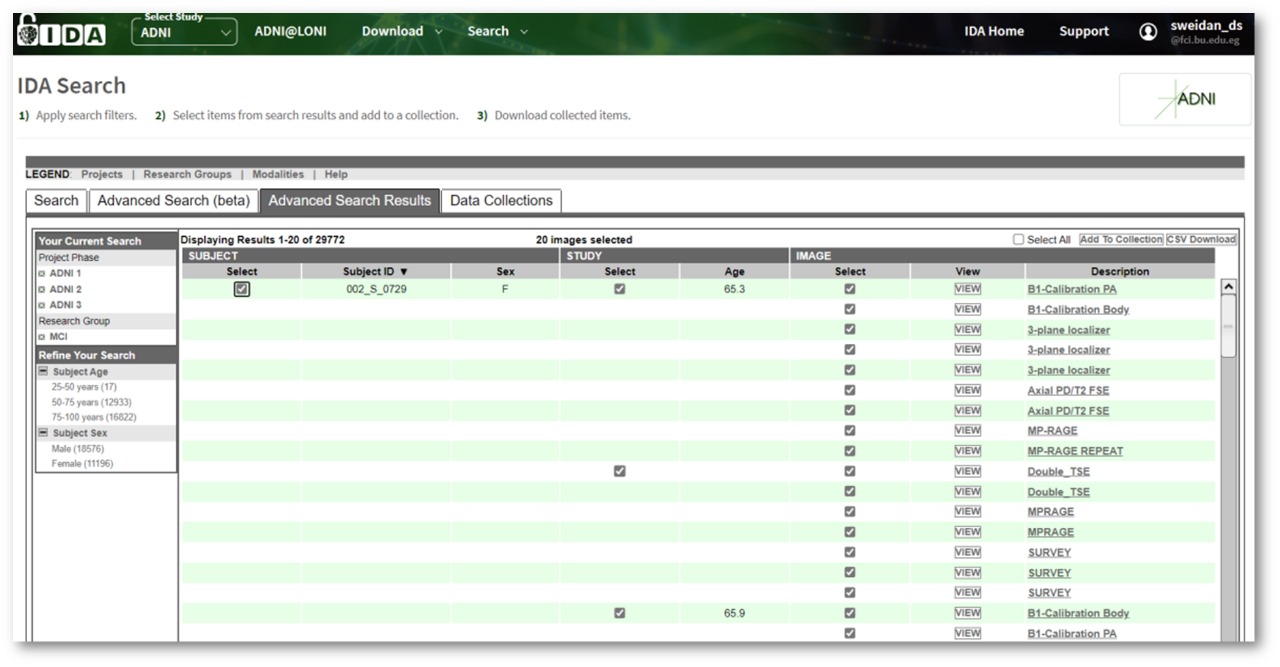 Select Study
IDA ADNI ADNI@LONI Download Search IDA Home Support sweidan_ds
@fci.bu.edu.eg
IDA Search
ADNI
1) Apply search filters. 2) Select items from search results and add to a collection. 3) Download collected items.
LEGEND: Projects | Research Groups | Modalities | Help
Search Advanced Search (beta) Advanced Search Results Data Collections
Your Current Search
Project Phase
ADNI 1
ADNI 2
ADNI 3
Research Group
MCI
Refine Your Search
Subject Age
25-50 years (17)
50-75 years (12933)
75-100 years (16822)
Subject Sex
Male (18576)
Female (11196)
Displaying Results 1-20 of 29772 20 images selected Select All Add To Collection CSV Download
SUBJECT STUDY IMAGE
Select Subject ID ▼ Sex Select Age Select View Description
002_S_0729 F 65.3 VIEW B1-Calibration PA
VIEW B1-Calibration Body
VIEW 3-plane localizer
VIEW 3-plane localizer
VIEW 3-plane localizer
VIEW Axial PD/T2 FSE
VIEW Axial PD/T2 FSE
VIEW MP-RAGE
VIEW MP-RAGE REPEAT
VIEW Double_TSE
VIEW Double_TSE
VIEW MPRAGE
VIEW MPRAGE
VIEW SURVEY
VIEW SURVEY
VIEW SURVEY
65.9 VIEW B1-Calibration Body
VIEW B1-Calibration PA